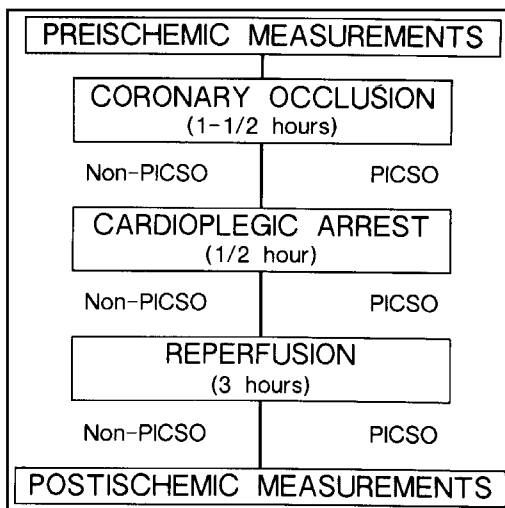 PREISCHEMIC MEASUREMENTS
CORONARY OCCLUSION
(1-1/2 hours)
Non-PICSO PICSO
CARDIOPLEGIC ARREST
(1/2 hour)
Non-PICSO PICSO
REPERFUSION
(3 hours)
Non-PICSO PICSO
POSTISCHEMIC MEASUREMENTS